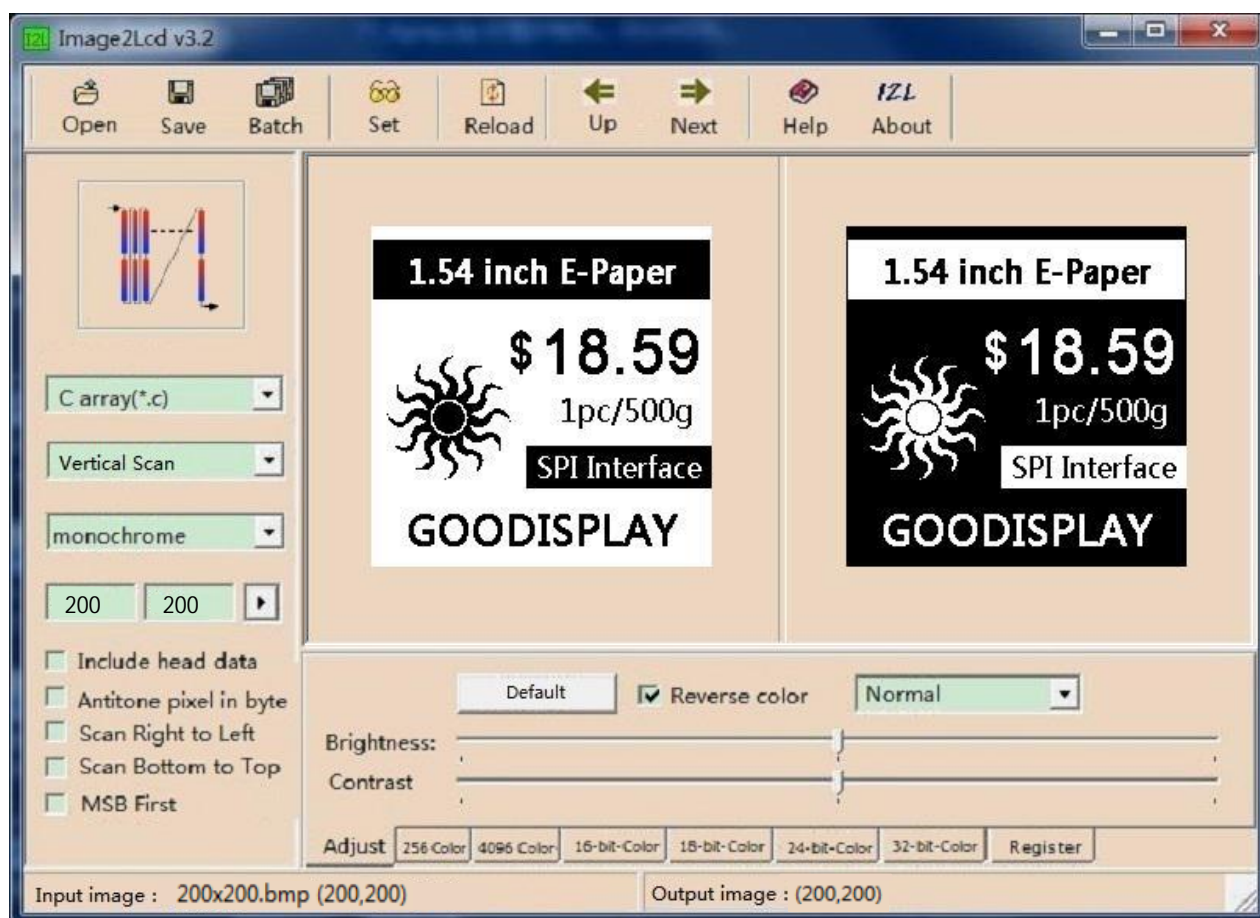 Image2Lcd v3.2
Open Save Batch Set Reload Up Next Help About
I2L
C array(*.c)
Vertical Scan
monochrome
200 200
Include head data
Antitone pixel in byte
Scan Right to Left
Scan Bottom to Top
MSB First
1.54 inch E-Paper
$18.59
1pc/500g
SPI Interface
GOODISPLAY
1.54 inch E-Paper
$18.59
1pc/500g
SPI Interface
GOODISPLAY
Default Reverse color Normal
Brightness:
Contrast
Adjust 256 Color 4096 Color 16-bit-Color 18-bit-Color 24-bit-Color 32-bit-Color Register
Input image : 200x200.bmp (200,200) Output image : (200,200)